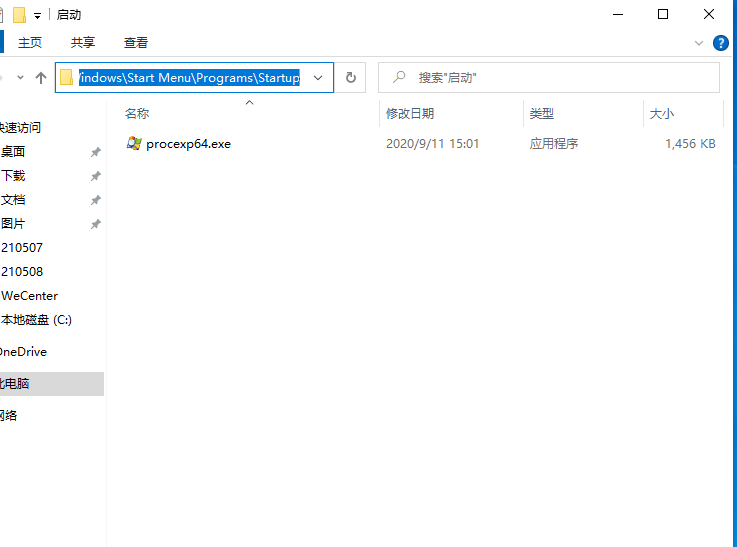 启动
主页 共享 查看
indows\Start Menu\Programs\Startup
搜索"启动"
名称 修改日期 类型 大小
procexp64.exe 2020/9/11 15:01 应用程序 1,456 KB
快速访问
桌面
下载
文档
图片
210507
210508
WeCenter
本地磁盘 (C:)
OneDrive
此电脑
网络